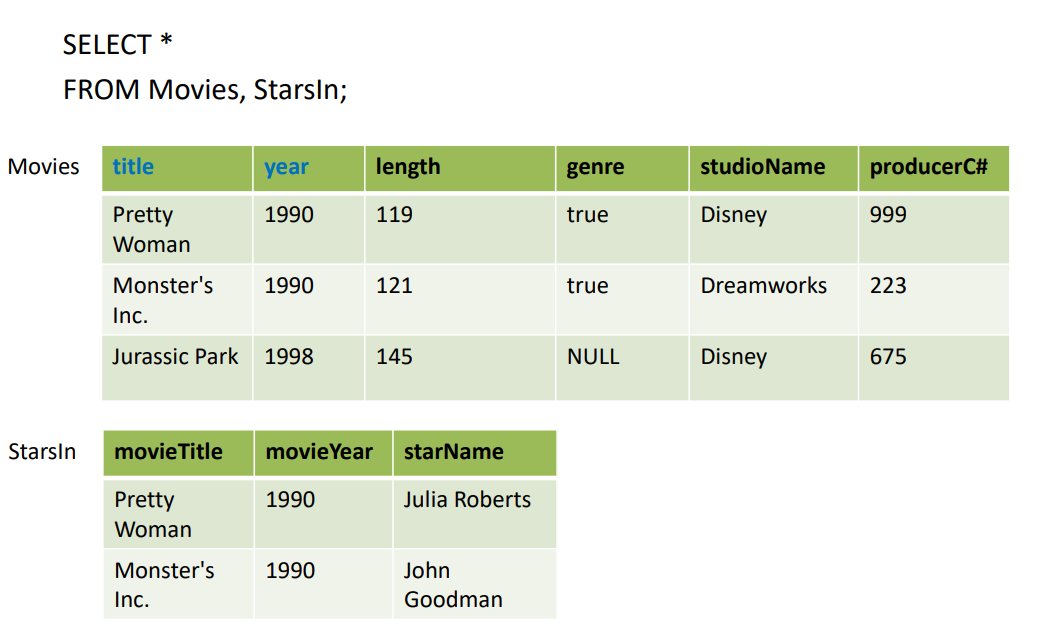 SELECT *
FROM Movies, StarsIn;
Movies title year length genre studioName producerC#
Pretty Woman 1990 119 true Disney 999
Monster's Inc. 1990 121 true Dreamworks 223
Jurassic Park 1998 145 NULL Disney 675
StarsIn movieTitle movieYear starName
Pretty Woman 1990 Julia Roberts
Monster's Inc. 1990 John Goodman